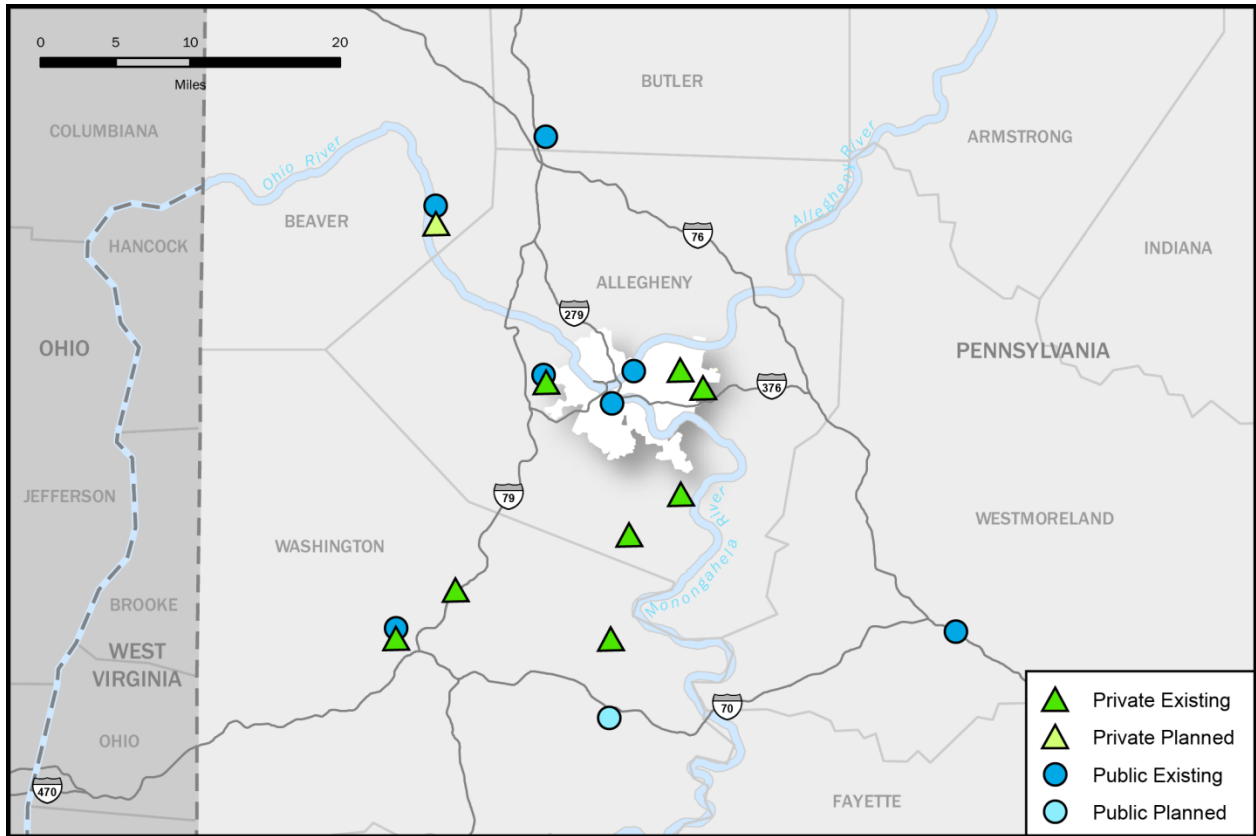 0 5 10 20
Miles
BUTLER
COLUMBIANA
ARMSTRONG
Ohio River
Allegheny River
BEAVER
HANCOCK
76
INDIANA
ALLEGHENY
279
OHIO
PENNSYLVANIA
376
JEFFERSON
79
WESTMORELAND
WASHINGTON
Monongahela River
BROOKE
WEST
VIRGINIA
70
OHIO
470
FAYETTE
Private Existing
Private Planned
Public Existing
Public Planned